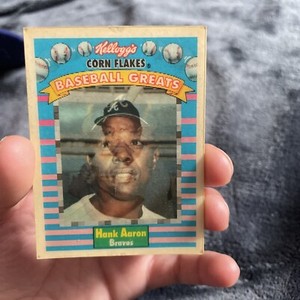 Kellogg's
CORN FLAKES®
BASEBALL GREATS
A
Hank Aaron
Braves